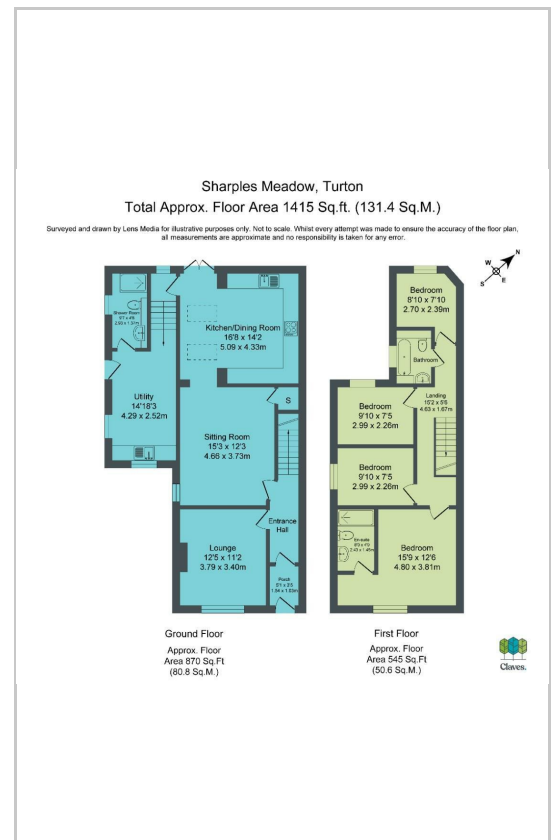 Sharples Meadow, Turton
Total Approx. Floor Area 1415 Sq.ft. (131.4 Sq.M.)
Surveyed and drawn by Lens Media for illustrative purposes only. Not to scale. Whilst every attempt was made to ensure the accuracy of the floor plan,
all measurements are approximate and no responsibility is taken for any error.
N
W
E
S
Shower Room
Kitchen/Dining Room
16'8 x 14'2
5.09 x 4.33m
Utility
14'18'3
4.29 x 2.52m
S
Sitting Room
15'3 x 12'3
4.66 x 3.73m
Entrance
Hall
Lounge
12'5 x 11'2
3.79 x 3.40m
Porch
Bedroom
8'10 x 7'10
2.70 x 2.39m
Bathroom
Landing
15'2 x 5'6
4.63 x 1.67m
Bedroom
9'10 x 7'5
2.99 x 2.26m
Bedroom
9'10 x 7'5
2.99 x 2.26m
En-suite
Bedroom
15'9 x 12'6
4.80 x 3.81m
Ground Floor
Approx. Floor
Area 870 Sq.Ft
(80.8 Sq.M.)
First Floor
Approx. Floor
Area 545 Sq.Ft
(50.6 Sq.M.)
Claves.